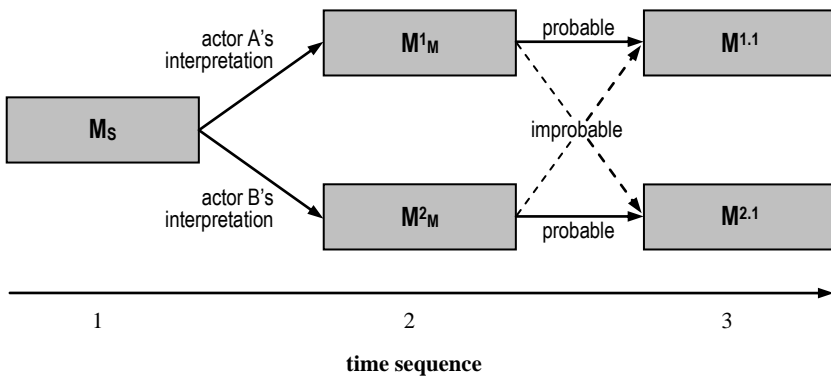 actor A's
interpretation
M¹M
probable
M¹·¹
MS
improbable
actor B's
interpretation
M²M
probable
M²·¹
1
2
3
time sequence